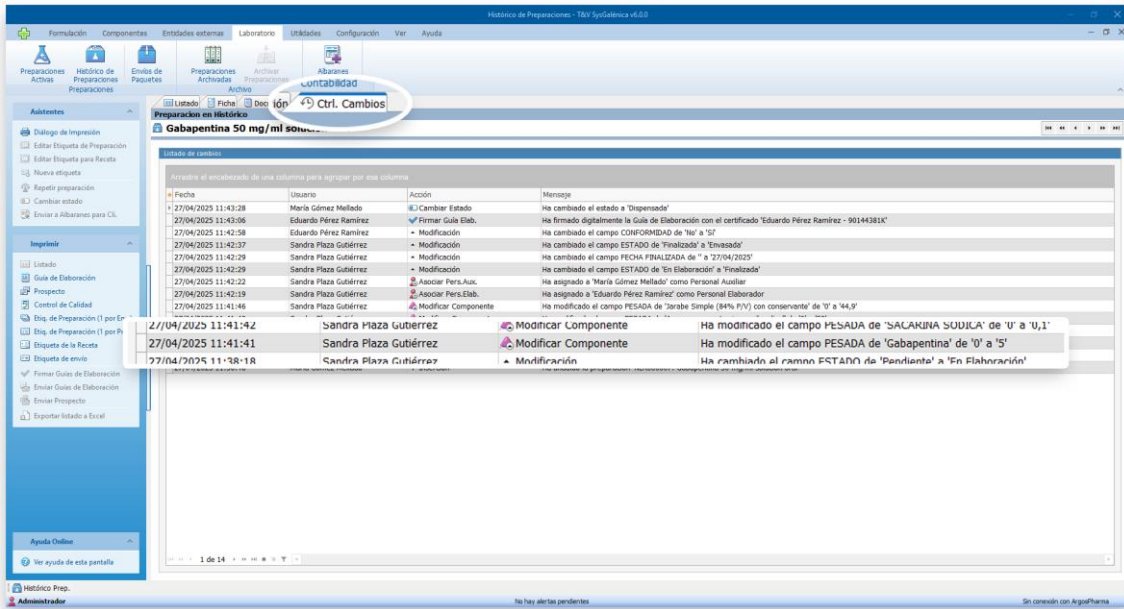 Histórico de Preparaciones - T&V SysGalénica v6.0.0
Formulación Componentes Entidades externas Laboratorio Utilidades Configuración Ver Ayuda
Preparaciones Activas
Histórico de Preparaciones
Envíos de Paquetes
Preparaciones Archivadas
Archivar Preparaciones
Albaranes
Preparaciones
Archivo
Contabilidad
Listado Ficha Ctrl. Cambios
Preparacion en Histórico
Gabapentina 50 mg/ml
Asistentes
Diálogo de Impresión
Editar Etiqueta de Preparación
Editar Etiqueta para Receta
Nueva etiqueta
Repetir preparación
Cambiar estado
Enviar a Albaranes para Cli.
Imprimir
Listado
Guía de Elaboración
Prospecto
Control de Calidad
Etiq. de Preparación (1 por
Etiq. de Preparación (1 por
Etiqueta de la Receta
Etiqueta de envío
Firmar Guías de Elaboración
Enviar Guías de Elaboración
Enviar Prospecto
Exportar listado a Excel
Ayuda Online
Ver ayuda de esta pantalla
Listado de cambios
Arrastre el encabezado de una columna para agrupar por esa columna
Fecha Usuario Acción Mensaje
27/04/2025 11:43:28 María Gómez Mellado Cambiar Estado Ha cambiado el estado a 'Dispensada'
27/04/2025 11:43:06 Eduardo Pérez Ramírez Firmar Guía Elab. Ha firmado digitalmente la Guía de Elaboración con el certificado 'Eduardo Pérez Ramírez - 90144381K'
27/04/2025 11:42:58 Eduardo Pérez Ramírez Modificación Ha cambiado el campo CONFORMIDAD de 'No' a 'Sí'
27/04/2025 11:42:37 Sandra Plaza Gutiérrez Modificación Ha cambiado el campo ESTADO de 'Finalizada' a 'Envasada'
27/04/2025 11:42:29 Sandra Plaza Gutiérrez Modificación Ha cambiado el campo FECHA FINALIZADA de '' a '27/04/2025'
27/04/2025 11:42:29 Sandra Plaza Gutiérrez Modificación Ha cambiado el campo ESTADO de 'En Elaboración' a 'Finalizada'
27/04/2025 11:42:22 Sandra Plaza Gutiérrez Asociar Pers.Aux. Ha asignado a 'María Gómez Mellado' como Personal Auxiliar
27/04/2025 11:42:19 Sandra Plaza Gutiérrez Asociar Pers.Elab. Ha asignado a 'Eduardo Pérez Ramírez' como Personal Elaborador
27/04/2025 11:41:46 Sandra Plaza Gutiérrez Modificar Componente Ha modificado el campo PESADA de 'Jarabe Simple (84% P/V) con conservante' de '0' a '44,9'
27/04/2025 11:41:42 Sandra Plaza Gutiérrez Modificar Componente Ha modificado el campo PESADA de 'SACARINA SÓDICA' de '0' a '0,1'
27/04/2025 11:41:41 Sandra Plaza Gutiérrez Modificar Componente Ha modificado el campo PESADA de 'Gabapentina' de '0' a '5'
27/04/2025 11:38:18 Sandra Plaza Gutiérrez Modificación Ha cambiado el campo ESTADO de 'Pendiente' a 'En Elaboración'
1 de 14
Histórico Prep.
Administrador No hay alertas pendientes Sin conexión con ArgosPharma